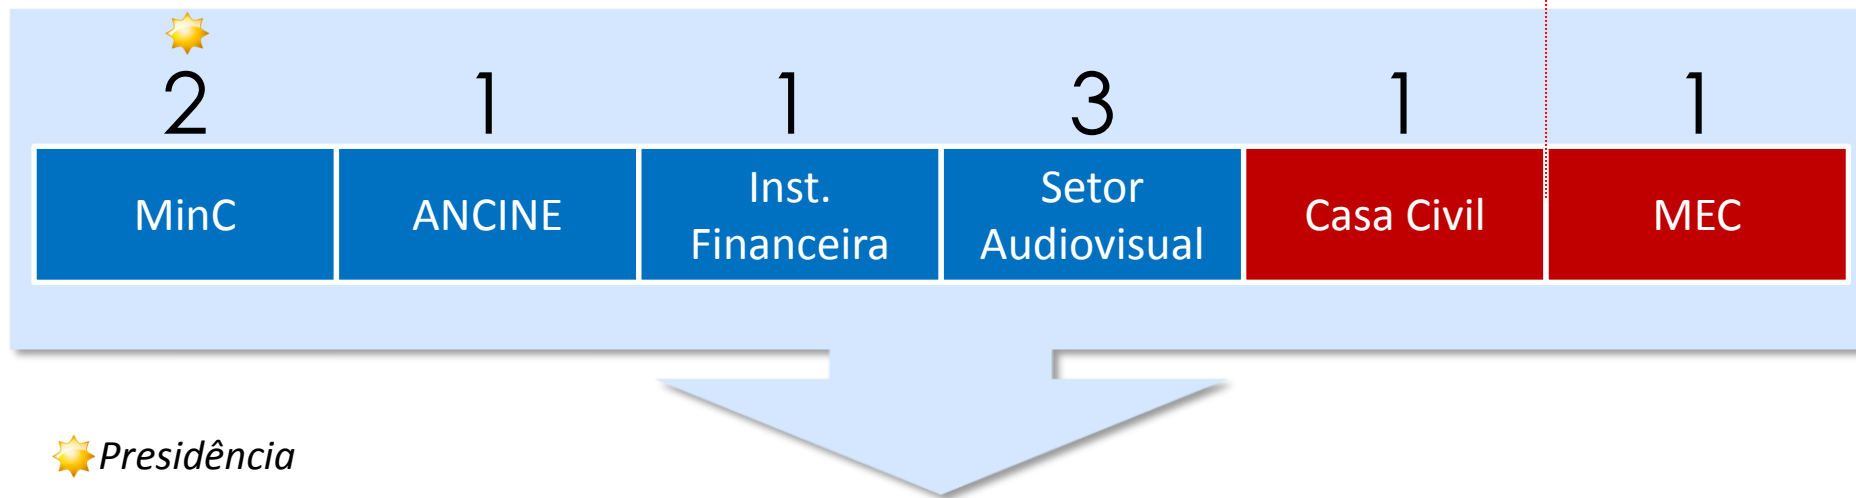 2 1 1 3 1 1
MinC
ANCINE
Inst.
Financeira
Setor
Audiovisual
Casa Civil
MEC
Presidência